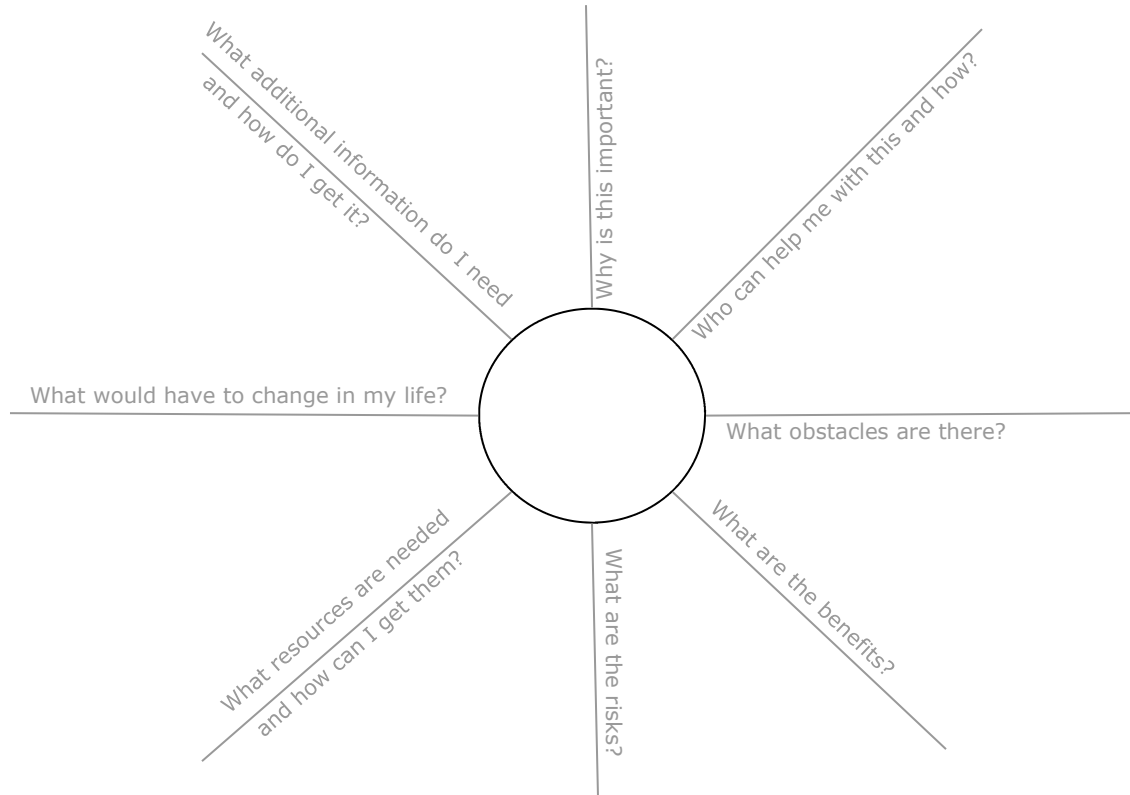 What additional information do I need
and how do I get it?
Why is this important?
Who can help me with this and how?
What would have to change in my life?
What obstacles are there?
What resources are needed
and how can I get them?
What are the risks?
What are the benefits?